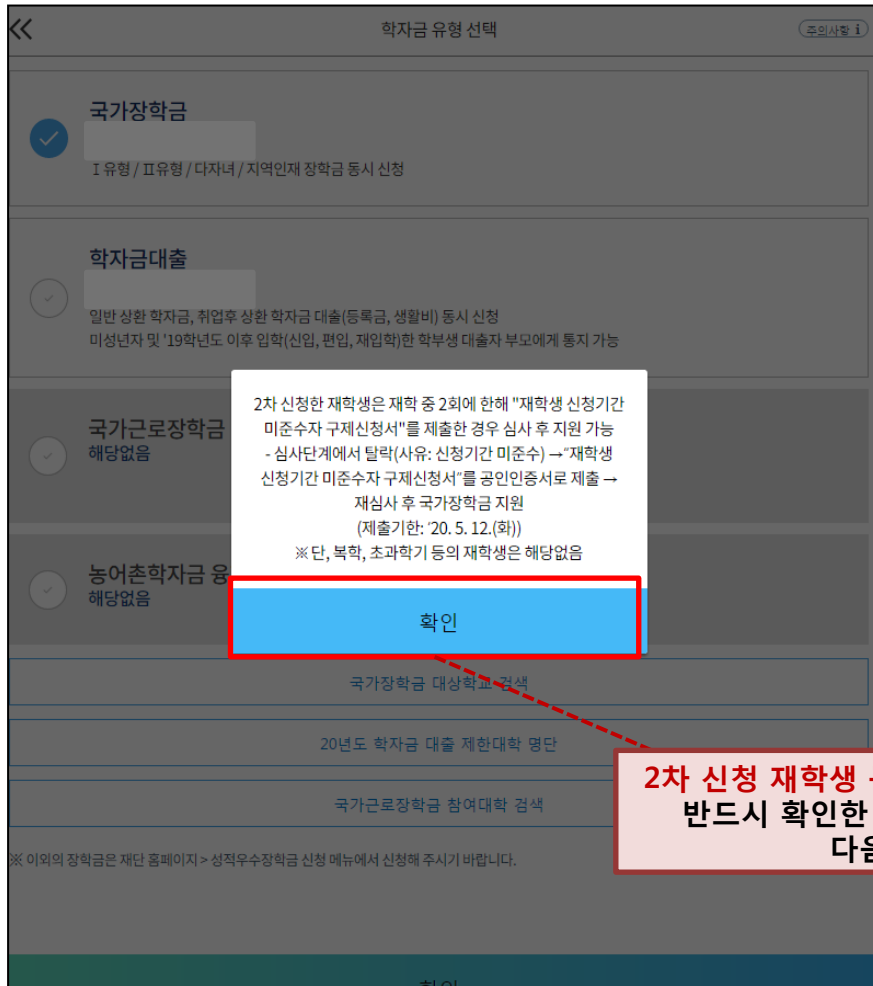 학자금 유형 선택
주의사항 i
국가장학금
Ⅰ유형 / Ⅱ유형 / 다자녀 / 지역인재 장학금 동시 신청
학자금대출
일반 상환 학자금, 취업후 상환 학자금 대출(등록금, 생활비) 동시 신청
미성년자 및 '19학년도 이후 입학(신입, 편입, 재입학)한 학부생 대출자 부모에게 통지 가능
국가근로장학금
해당없음
농어촌학자금 융
해당없음
2차 신청한 재학생은 재학 중 2회에 한해 "재학생 신청기간
미준수자 구제신청서"를 제출한 경우 심사 후 지원 가능
- 심사단계에서 탈락(사유: 신청기간 미준수) →"재학생
신청기간 미준수자 구제신청서"를 공인인증서로 제출 →
재심사 후 국가장학금 지원
(제출기한: '20. 5. 12.(화))
※ 단, 복학, 초과학기 등의 재학생은 해당없음
확인
국가장학금 대상학교 검색
20년도 학자금 대출 제한대학 명단
국가근로장학금 참여대학 검색
2차 신청 재학생
반드시 확인한
다음
※ 이외의 장학금은 재단 홈페이지 > 성적우수장학금 신청 메뉴에서 신청해 주시기 바랍니다.